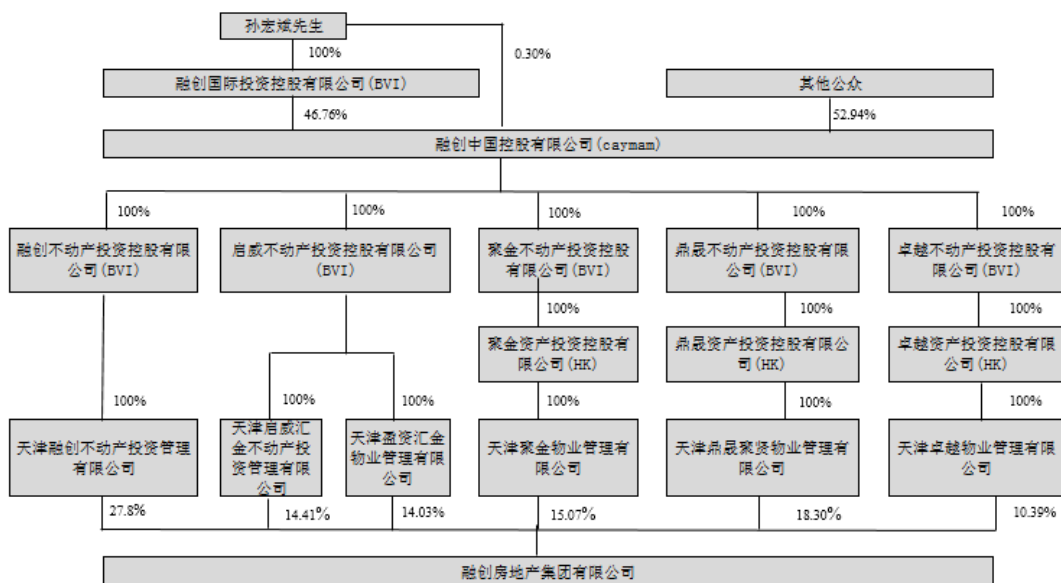 孙宏斌先生
100%
0.30%
融创国际投资控股有限公司(BVI)
其他公众
46.76%
52.94%
融创中国控股有限公司(caymam)
100%
100%
100%
100%
100%
融创不动产投资控股有限
公司(BVI)
启威不动产投资控股有限公司
(BVI)
聚金不动产投资控股
有限公司(BVI)
鼎晟不动产投资控股有
限公司(BVI)
卓越不动产投资控股有
限公司(BVI)
100%
100%
100%
聚金资产投资控股有
限公司(HK)
鼎晟资产投资控股有限公
司(HK)
卓越资产投资控股有
限公司(HK)
100%
100%
100%
100%
100%
100%
天津融创不动产投资管理
有限公司
天津启威汇
金不动产投
资管理有限
公司
天津盈资汇金
物业管理有限
公司
天津聚金物业管理有
限公司
天津鼎晟聚贤物业管理有
限公司
天津卓越物业管理有限
公司
27.8%
14.41%
14.03%
15.07%
18.30%
10.39%
融创房地产集团有限公司